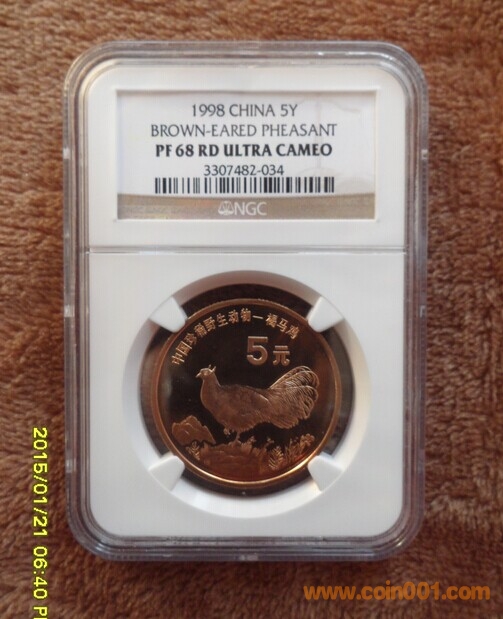 1998 CHINA 5Y
BROWN-EARED PHEASANT
PF 68 RD ULTRA CAMEO
3307482-034
NGC
中国珍稀野生动物—褐马鸡
5元
2015/01/21 06:40 P
www.coin001.com